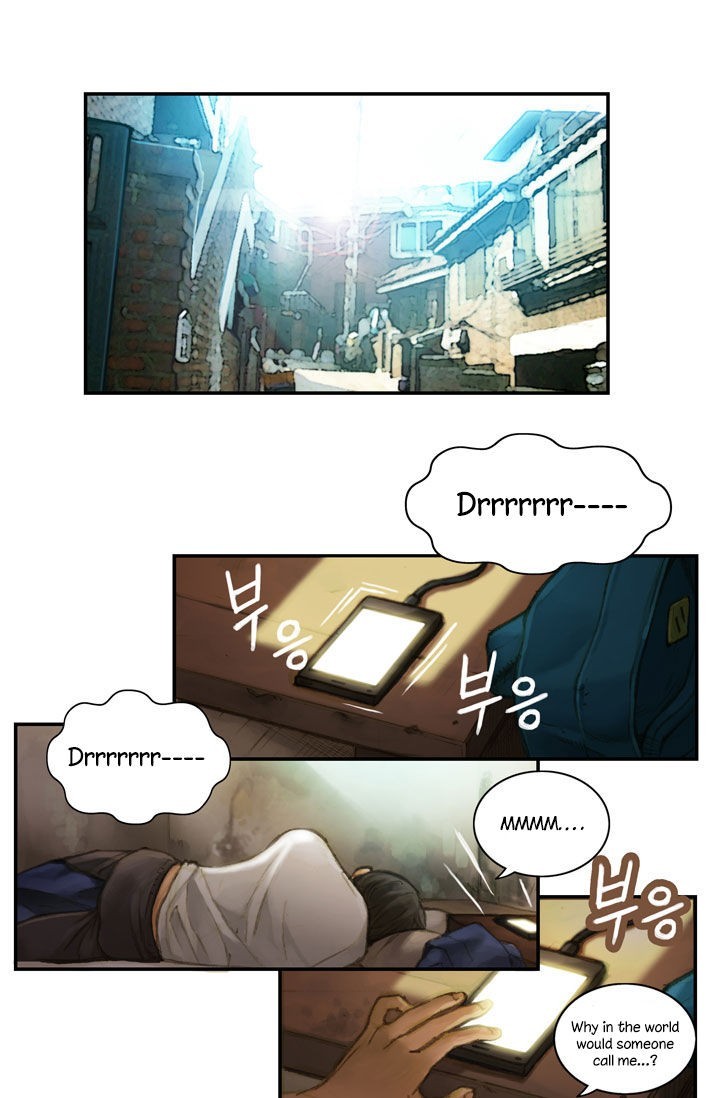 Drrrrrrr----
부응
부응
Drrrrrrr----
MMMM....
부응
Why in the world
would someone
call me...?